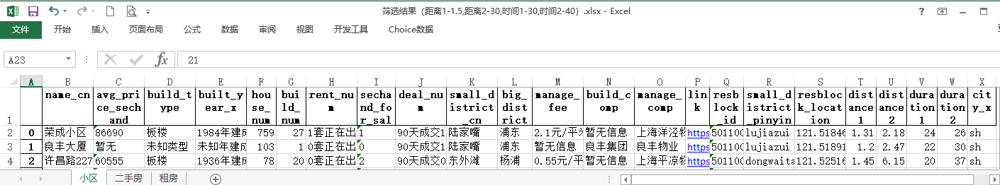 筛选结果（距离1-1.5,距离2-30,时间1-30,时间2-40）.xlsx - Excel
文件 开始 插入 页面布局 公式 数据 审阅 视图 开发工具 Choice数据
A23 fx 21
A B C D E F G H I J K L M N O P Q R S T U V W X
1 name_cn avg_price_sechand build_type built_year_x house_num build_num rent_num sechand_for_sal deal_num small_district_cn big_district manage_fee build_comp manage_comp link resblock_id small_district_pinyin resblock_location distance1 distance2 duration1 duration2 city_x
2 0 荣成小区 86690 板楼 1984年建成 759 27 1套正在出 1 90天成交1 陆家嘴 浦东 2.1元/平米 暂无信息 上海洋泾物 https 501100 lujiazui 121.51846 1.31 2.18 24 26 sh
3 1 良丰大厦 暂无 未知类型 未知年建成 103 1 0套正在出 0 90天成交1 陆家嘴 浦东 暂无信息 良丰集团 良丰物业 https 501100 lujiazui 121.51891 1.2 2.47 22 30 sh
4 2 许昌路227 60555 板楼 1936年建成 78 20 0套正在出 2 90天成交0 东外滩 杨浦 0.55元/平 暂无信息 上海平凉物 https 501100 dongwaita 121.52516 1.45 6.15 20 37 sh
小区 二手房 租房